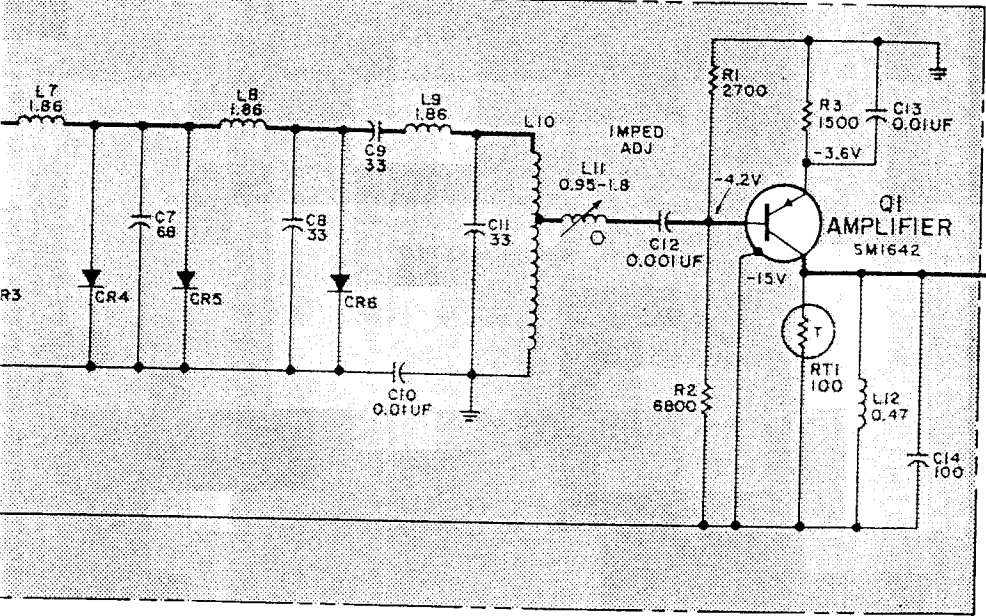 L7
1.86
L8
1.86
L9
1.86
L10
IMPED
ADJ
L11
0.95-1.8
R1
2700
R3
1500
C13
0.01UF
-3.6V
-4.2V
Q1
AMPLIFIER
SM1642
-15V
C7
68
C8
33
C9
33
C11
33
C12
0.001UF
R3
CR4
CR5
CR6
C10
0.01UF
T
RT1
100
R2
6800
L12
0.47
C14
100